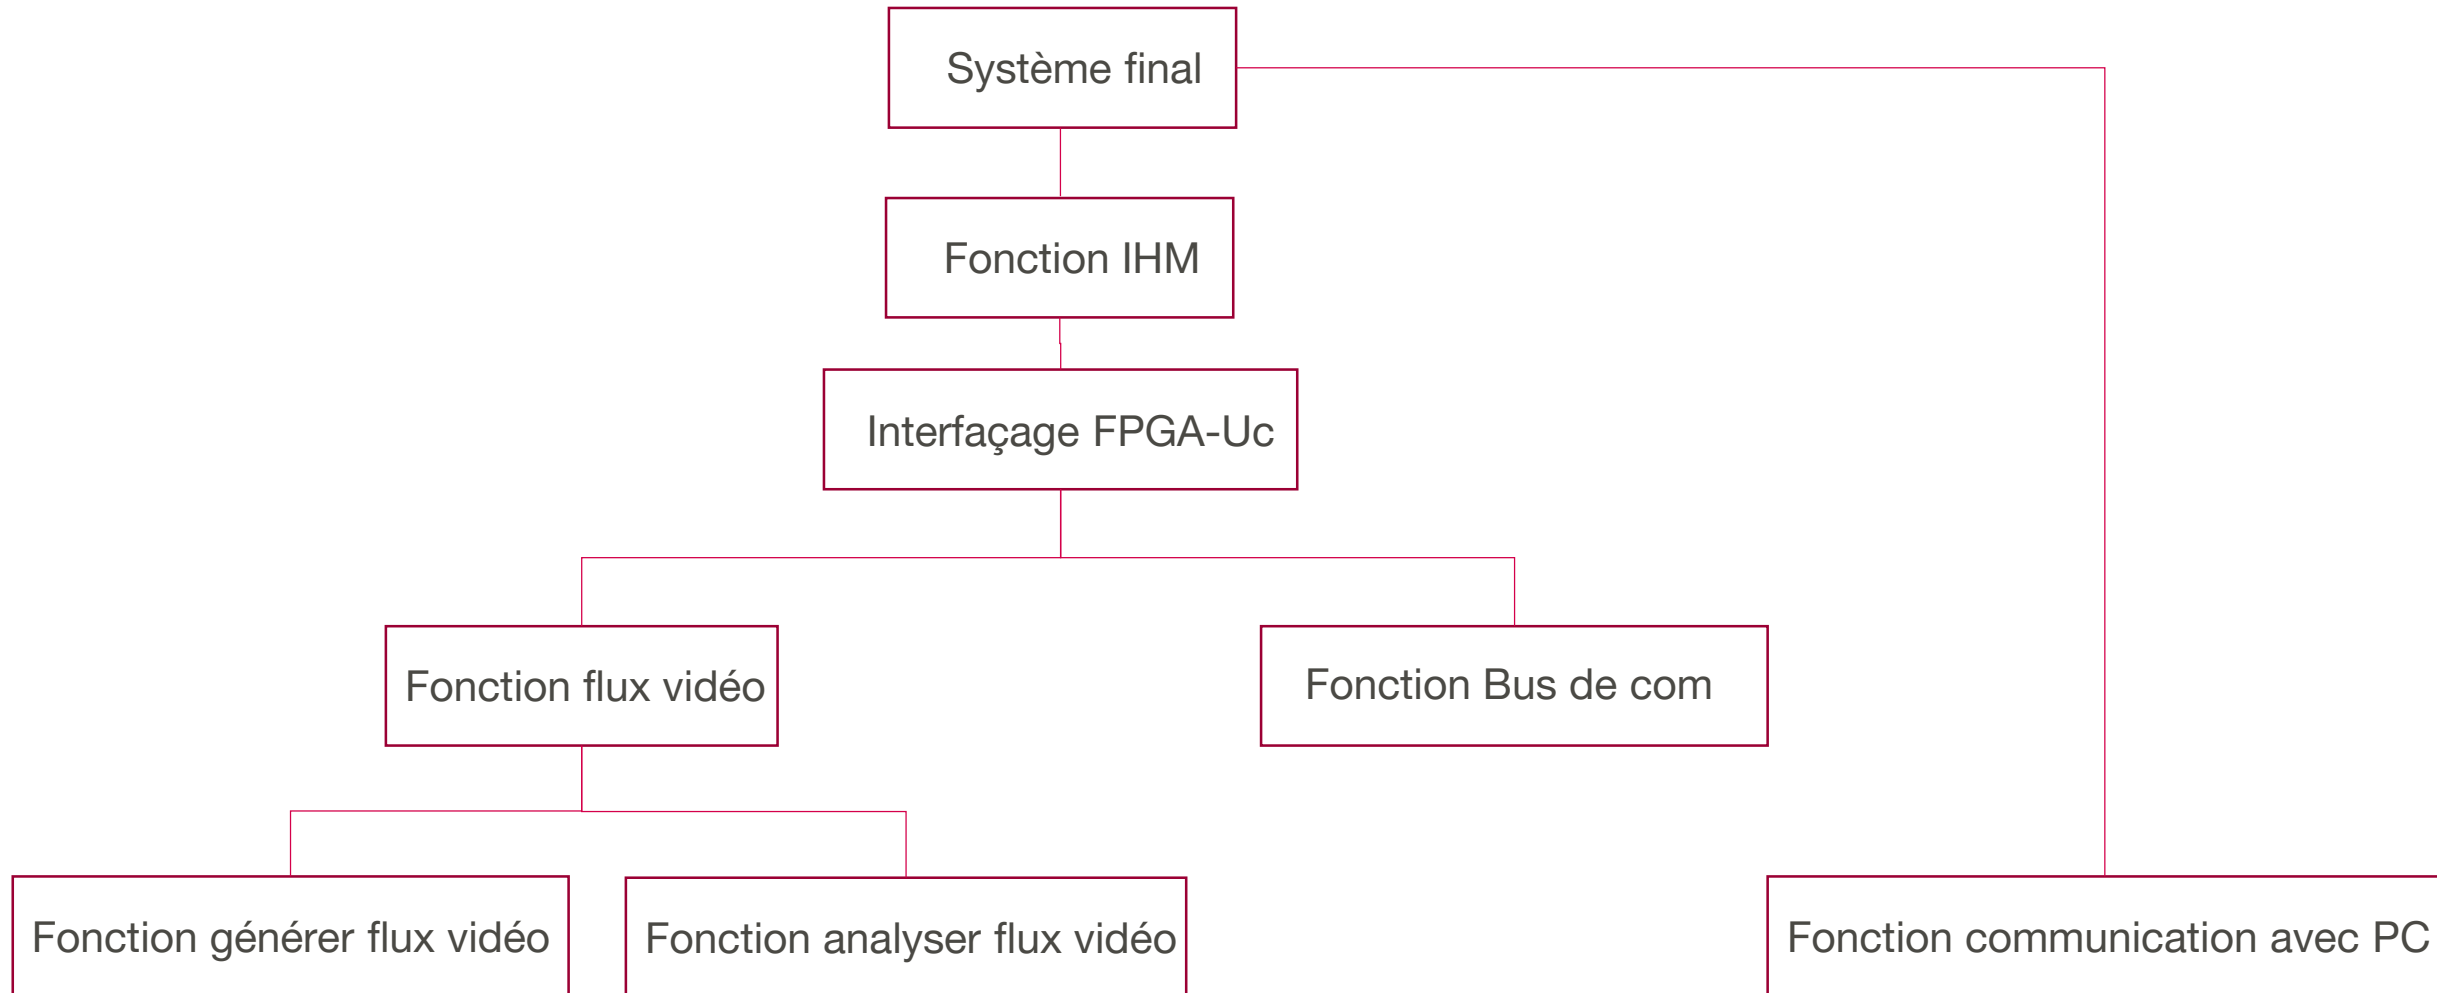 Système final
Fonction IHM
Interfaçage FPGA-Uc
Fonction flux vidéo
Fonction Bus de com
Fonction générer flux vidéo
Fonction analyser flux vidéo
Fonction communication avec PC